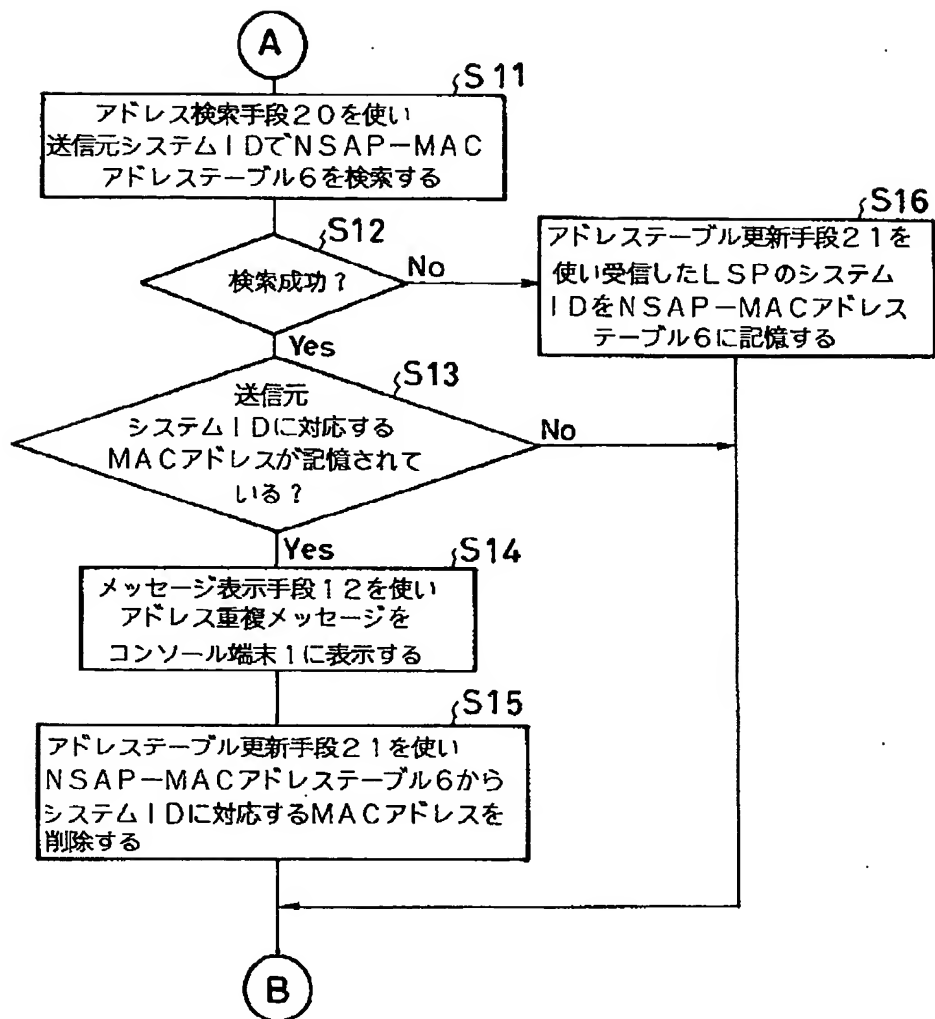 A
S11
アドレス検索手段20を使い
送信元システムIDでNSAP-MAC
アドレステーブル6を検索する
S12
検索成功?
No
Yes
S16
アドレステーブル更新手段21を
使い受信したLSPのシステム
IDをNSAP-MACアドレス
テーブル6に記憶する
S13
送信元
システムIDに対応する
MACアドレスが記憶されて
いる?
No
Yes
S14
メッセージ表示手段12を使い
アドレス重複メッセージを
コンソール端末1に表示する
S15
アドレステーブル更新手段21を使い
NSAP-MACアドレステーブル6から
システムIDに対応するMACアドレスを
削除する
B